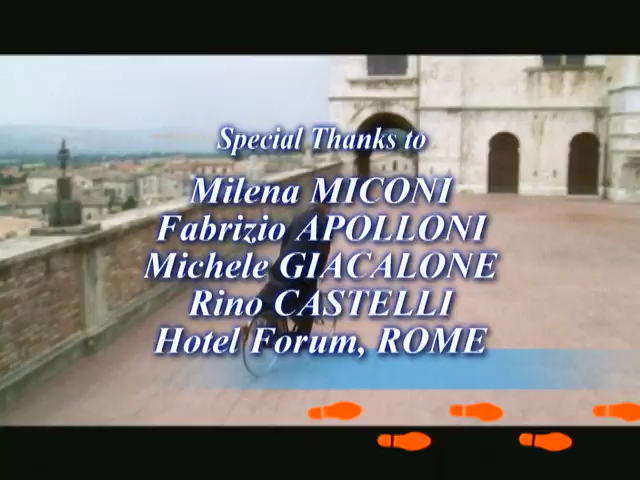 Special Thanks to
Milena MICONI
Fabrizio APOLLONI
Michele GIACALONE
Rino CASTELLI
Hotel Forum, ROME